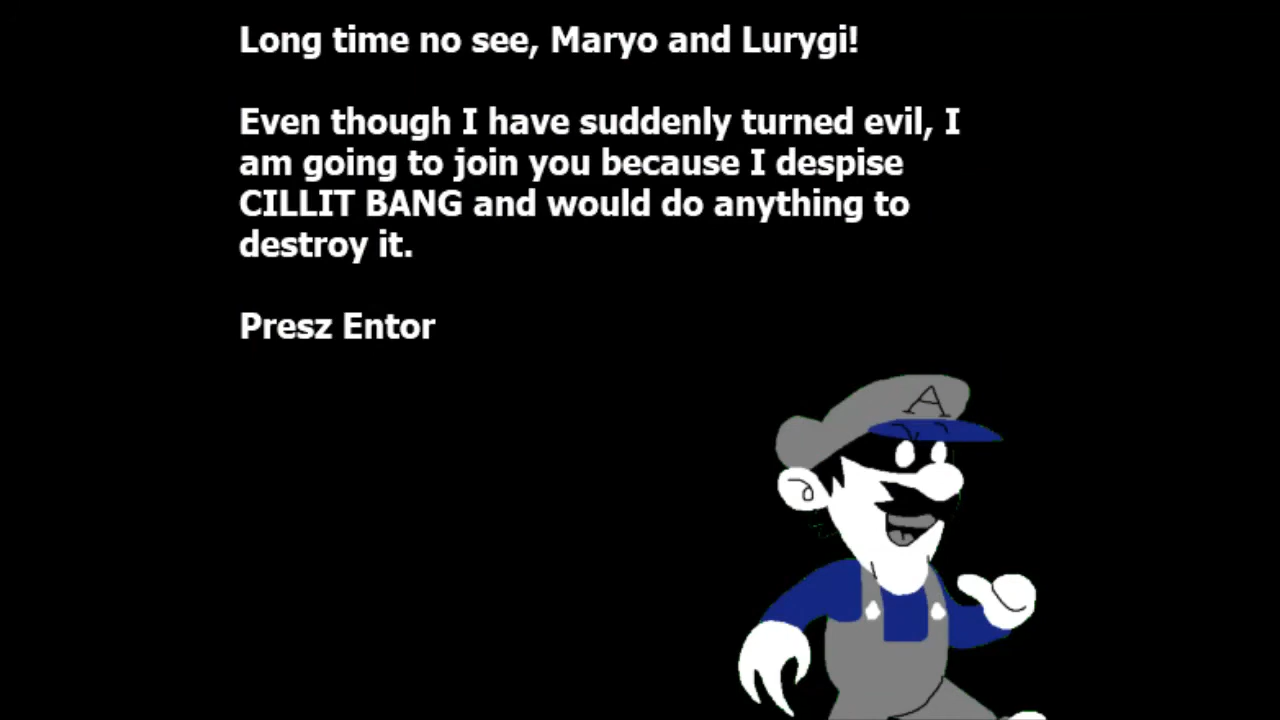 Long time no see, Maryo and Lurygi!
Even though I have suddenly turned evil, I
am going to join you because I despise
CILLIT BANG and would do anything to
destroy it.
Presz Entor
A